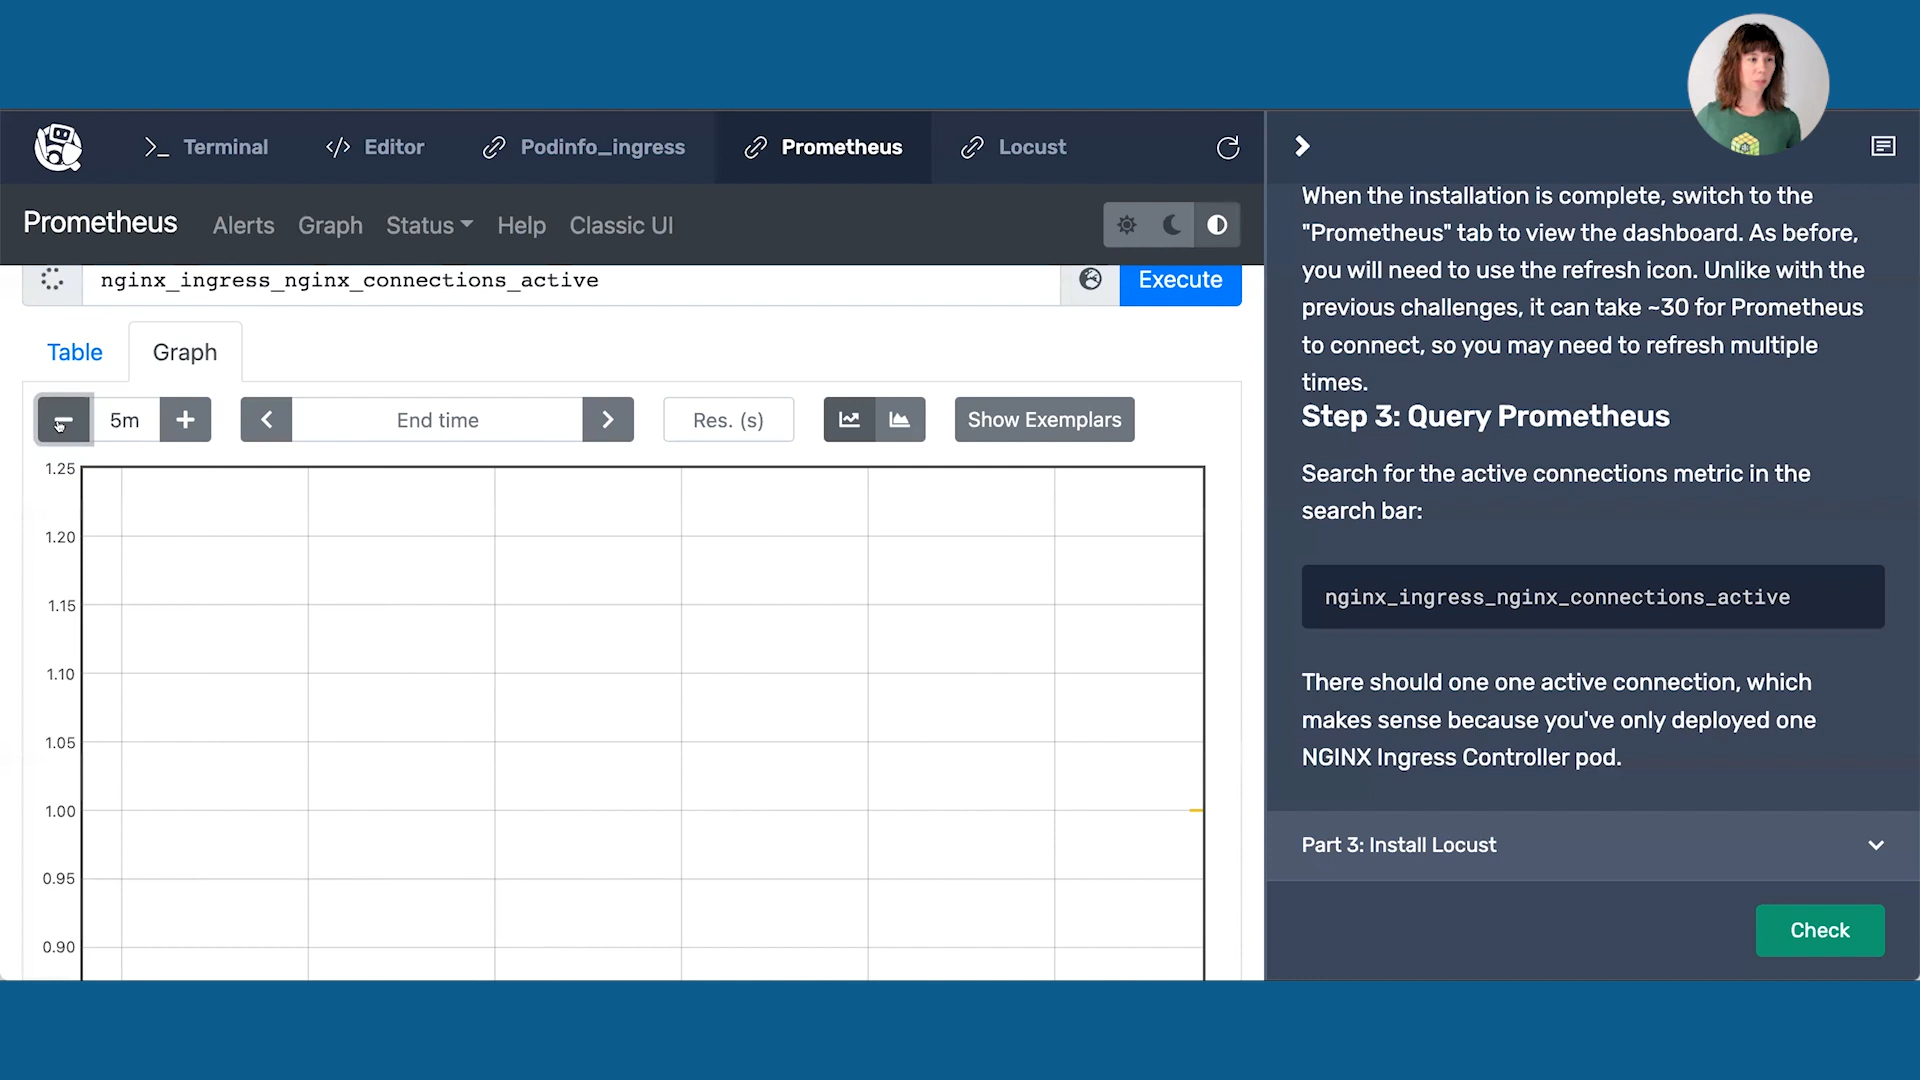 >_ Terminal
</> Editor
Podinfo_ingress
Prometheus
Locust
Prometheus
Alerts
Graph
Status
Help
Classic UI
nginx_ingress_nginx_connections_active
Execute
Table
Graph
5m
End time
Res. (s)
Show Exemplars
1.25
1.20
1.15
1.10
1.05
1.00
0.95
0.90
When the installation is complete, switch to the
"Prometheus" tab to view the dashboard. As before,
you will need to use the refresh icon. Unlike with the
previous challenges, it can take ~30 for Prometheus
to connect, so you may need to refresh multiple
times.
Step 3: Query Prometheus
Search for the active connections metric in the
search bar:
nginx_ingress_nginx_connections_active
There should one one active connection, which
makes sense because you've only deployed one
NGINX Ingress Controller pod.
Part 3: Install Locust
Check